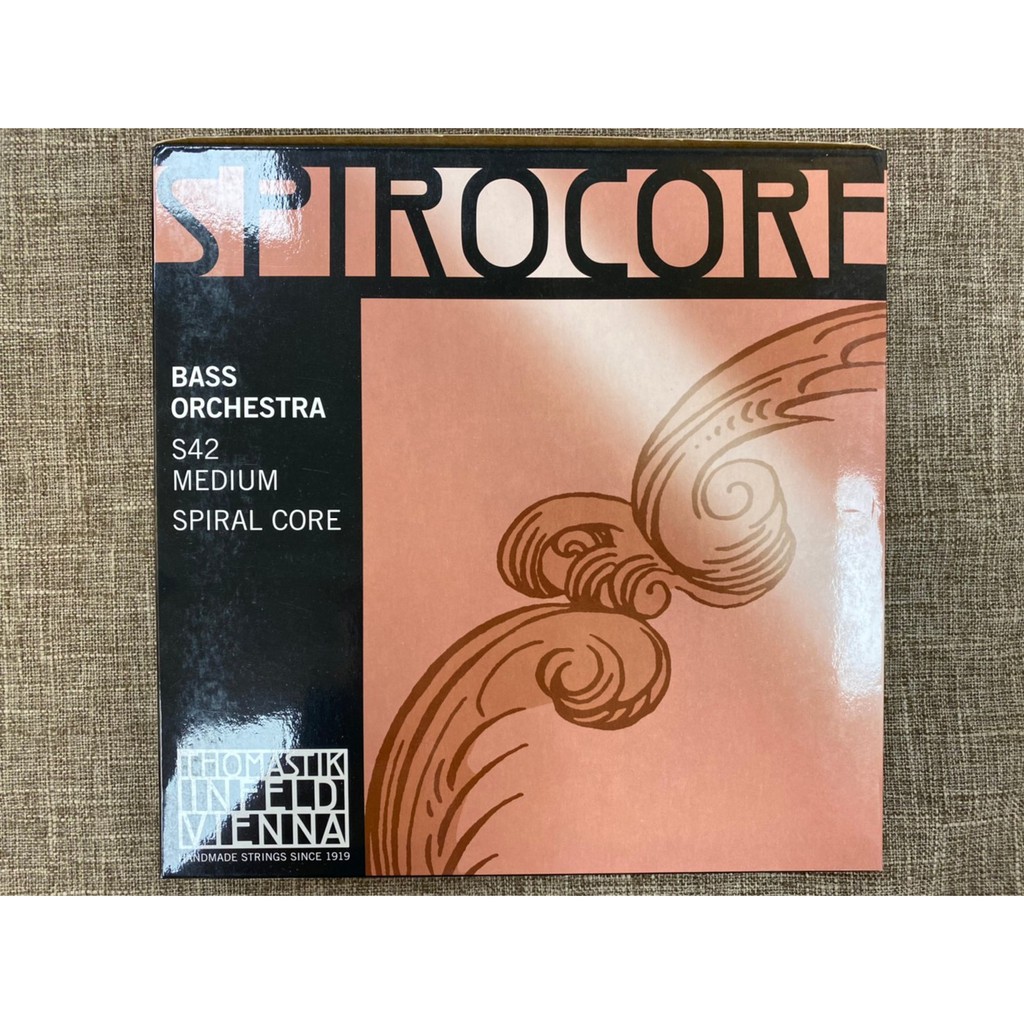 SPIROCORE
BASS
ORCHESTRA
S42
MEDIUM
SPIRAL CORE
THOMASTIK
INFELD
VIENNA
HANDMADE STRINGS SINCE 1919